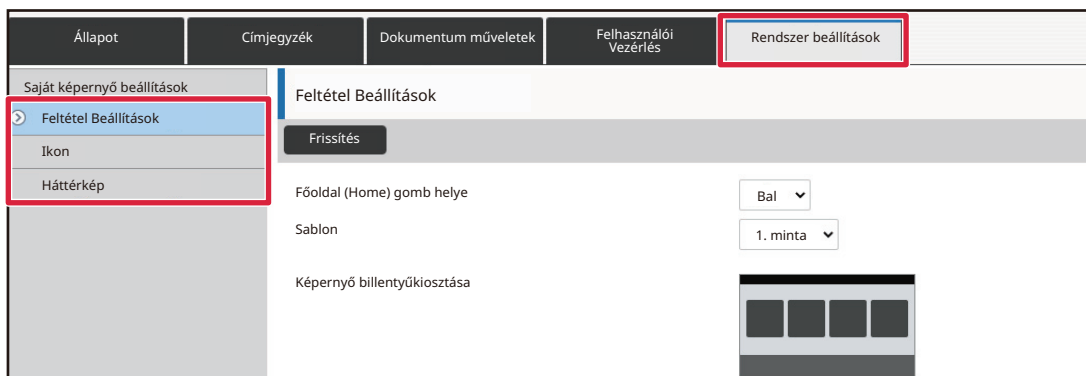 Állapot
Címjegyzék
Dokumentum műveletek
Felhasználói
Vezérlés
Rendszer beállítások
Saját képernyő beállítások
Feltétel Beállítások
Ikon
Háttérkép
Feltétel Beállítások
Frissítés
Főoldal (Home) gomb helye
Bal
Sablon
1. minta
Képernyő billentyűkiosztása